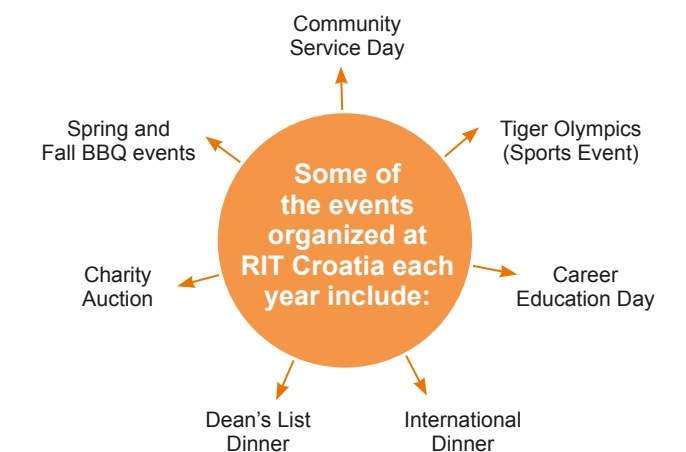 Community
Service Day
Spring and
Fall BBQ events
Tiger Olympics
(Sports Event)
Some of
the events
organized at
RIT Croatia each
year include:
Charity
Auction
Career
Education Day
Dean’s List
Dinner
International
Dinner